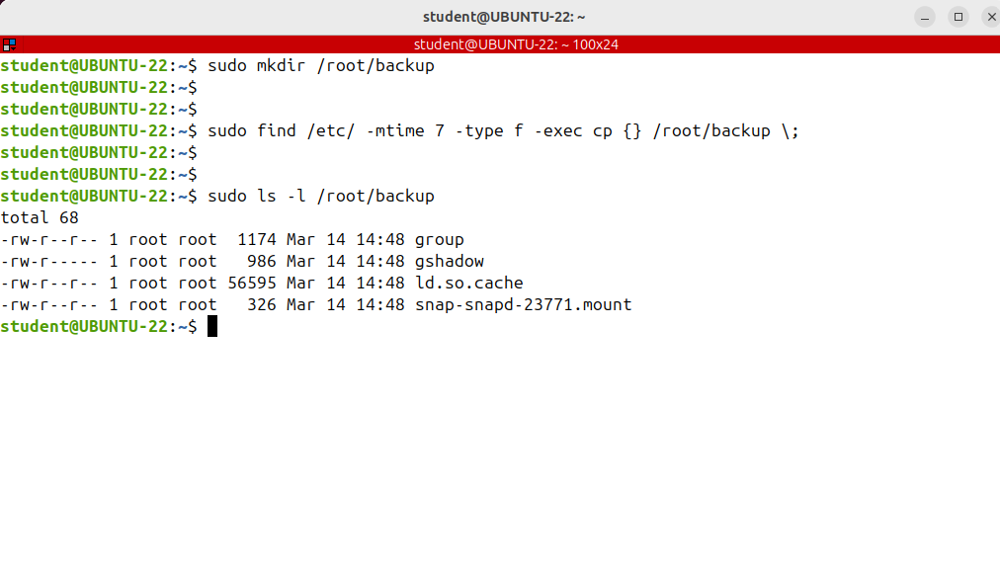 student@UBUNTU-22: ~
student@UBUNTU-22: ~ 100x24
student@UBUNTU-22:~$ sudo mkdir /root/backup
student@UBUNTU-22:~$
student@UBUNTU-22:~$
student@UBUNTU-22:~$ sudo find /etc/ -mtime 7 -type f -exec cp {} /root/backup \;
student@UBUNTU-22:~$
student@UBUNTU-22:~$
student@UBUNTU-22:~$ sudo ls -l /root/backup
total 68
-rw-r--r-- 1 root root  1174 Mar 14 14:48 group
-rw-r----- 1 root root   986 Mar 14 14:48 gshadow
-rw-r--r-- 1 root root 56595 Mar 14 14:48 ld.so.cache
-rw-r--r-- 1 root root   326 Mar 14 14:48 snap-snapd-23771.mount
student@UBUNTU-22:~$